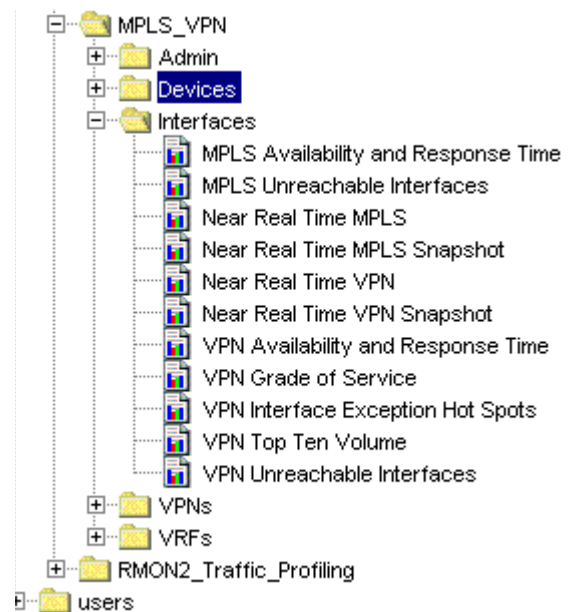 MPLS_VPN
Admin
Devices
Interfaces
MPLS Availability and Response Time
MPLS Unreachable Interfaces
Near Real Time MPLS
Near Real Time MPLS Snapshot
Near Real Time VPN
Near Real Time VPN Snapshot
VPN Availability and Response Time
VPN Grade of Service
VPN Interface Exception Hot Spots
VPN Top Ten Volume
VPN Unreachable Interfaces
VPNs
VRFs
RMON2_Traffic_Profiling
users